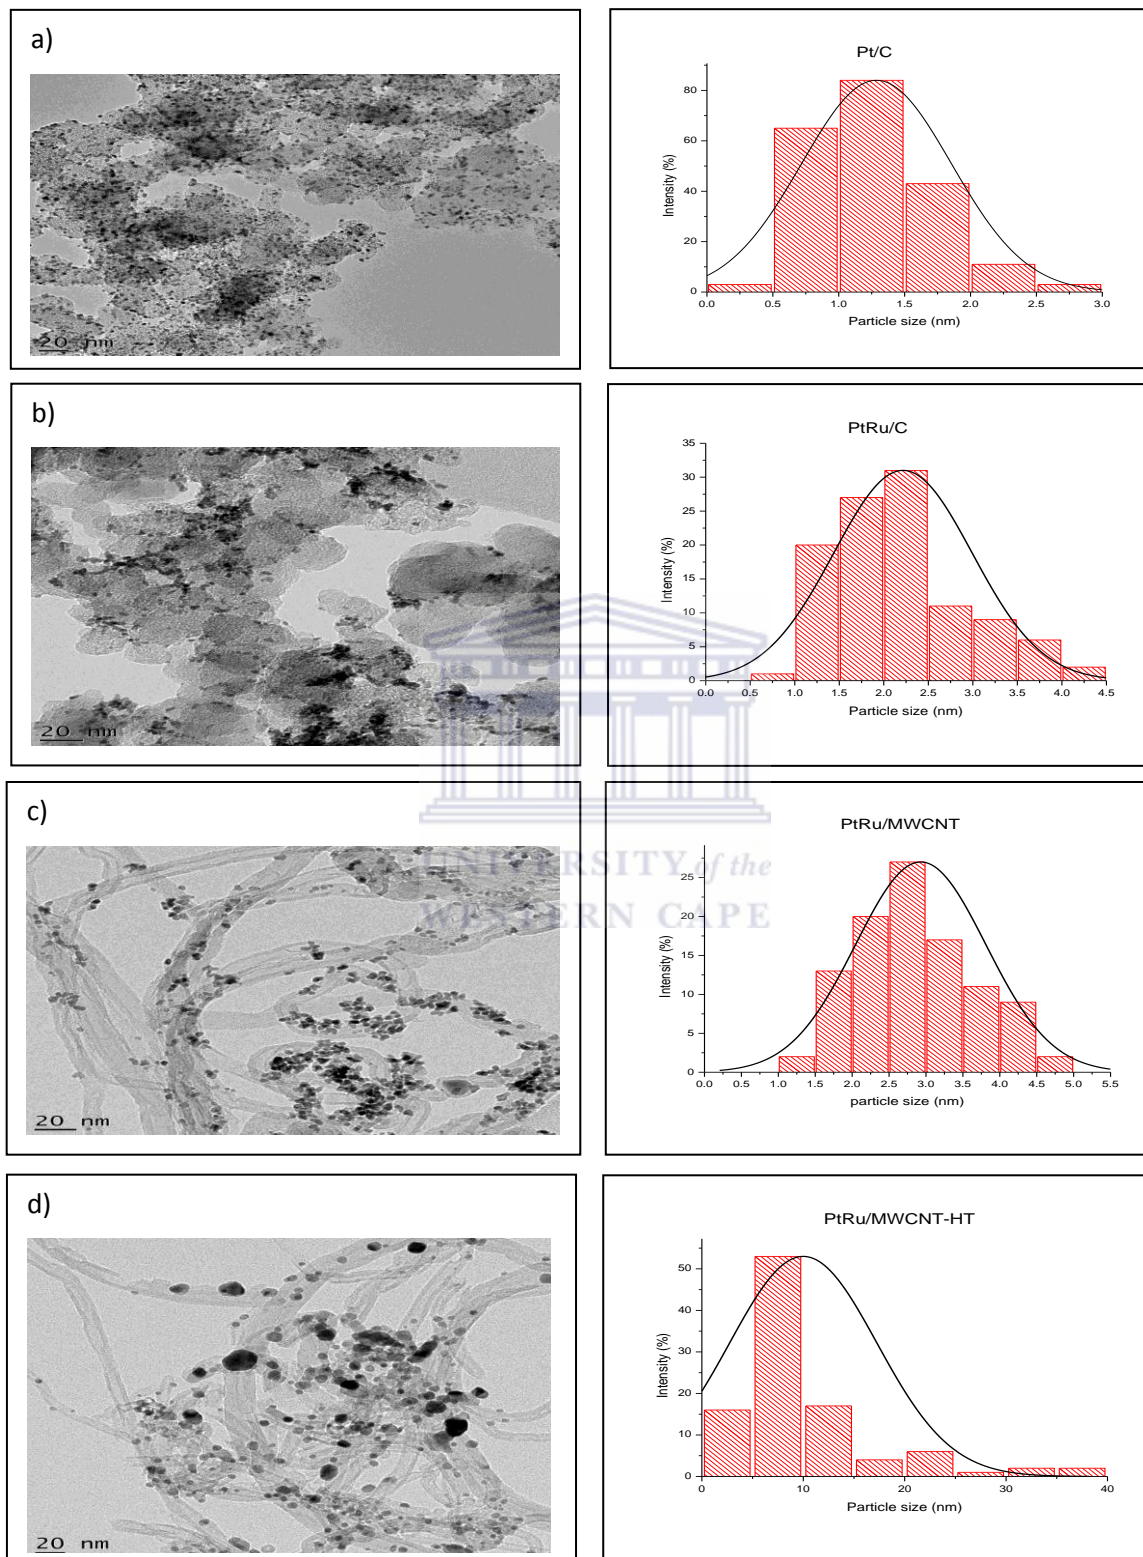 a)
20 nm
Pt/C
Intensity (%)
80
60
40
20
0
0.0 0.5 1.0 1.5 2.0 2.5 3.0
Particle size (nm)
b)
20 nm
PtRu/C
Intensity (%)
35
30
25
20
15
10
5
0
0.0 0.5 1.0 1.5 2.0 2.5 3.0 3.5 4.0 4.5
Particle size (nm)
UNIVERSITY of the
WESTERN CAPE
c)
20 nm
PtRu/MWCNT
Intensity (%)
25
20
15
10
5
0
0.0 0.5 1.0 1.5 2.0 2.5 3.0 3.5 4.0 4.5 5.0 5.5
particle size (nm)
d)
20 nm
PtRu/MWCNT-HT
Intensity (%)
50
40
30
20
10
0
0 10 20 30 40
Particle size (nm)